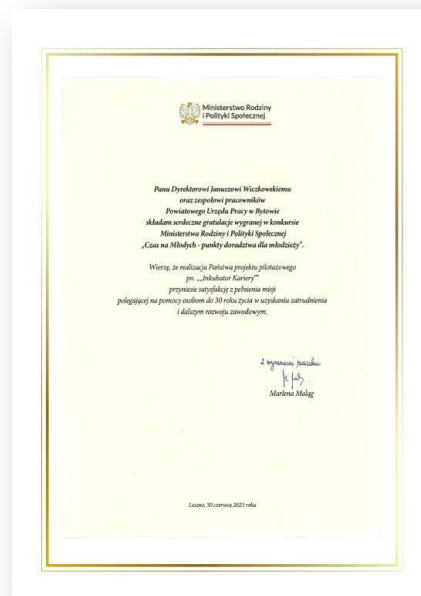 Ministerstwo Rodziny
i Polityki Społecznej
Panu Dyrektorowi Januszowi Wiczkowskiemu
oraz zespołowi pracowników
Powiatowego Urzędu Pracy w Bytowie
składam serdeczne gratulacje wygranej w konkursie
Ministerstwa Rodziny i Polityki Społecznej
„Czas na Młodych - punkty doradztwa dla młodzieży".
Wierzę, że realizacja Państwa projektu pilotażowego
pn. „„Inkubator Kariery""
przyniesie satysfakcję z pełnienia misji
polegającej na pomocy osobom do 30 roku życia w uzyskaniu zatrudnienia
i dalszym rozwoju zawodowym.
Z wyrazami szacunku
Marlena Maląg
Leszno, 30 czerwca 2023 roku